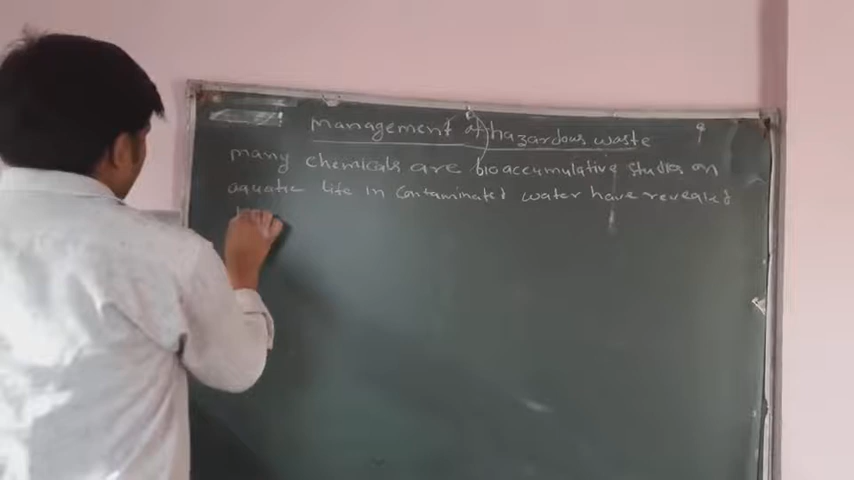 management of hazardous waste
many chemicals are bioaccumulative studies on
aquatic life in contaminated water have revealed